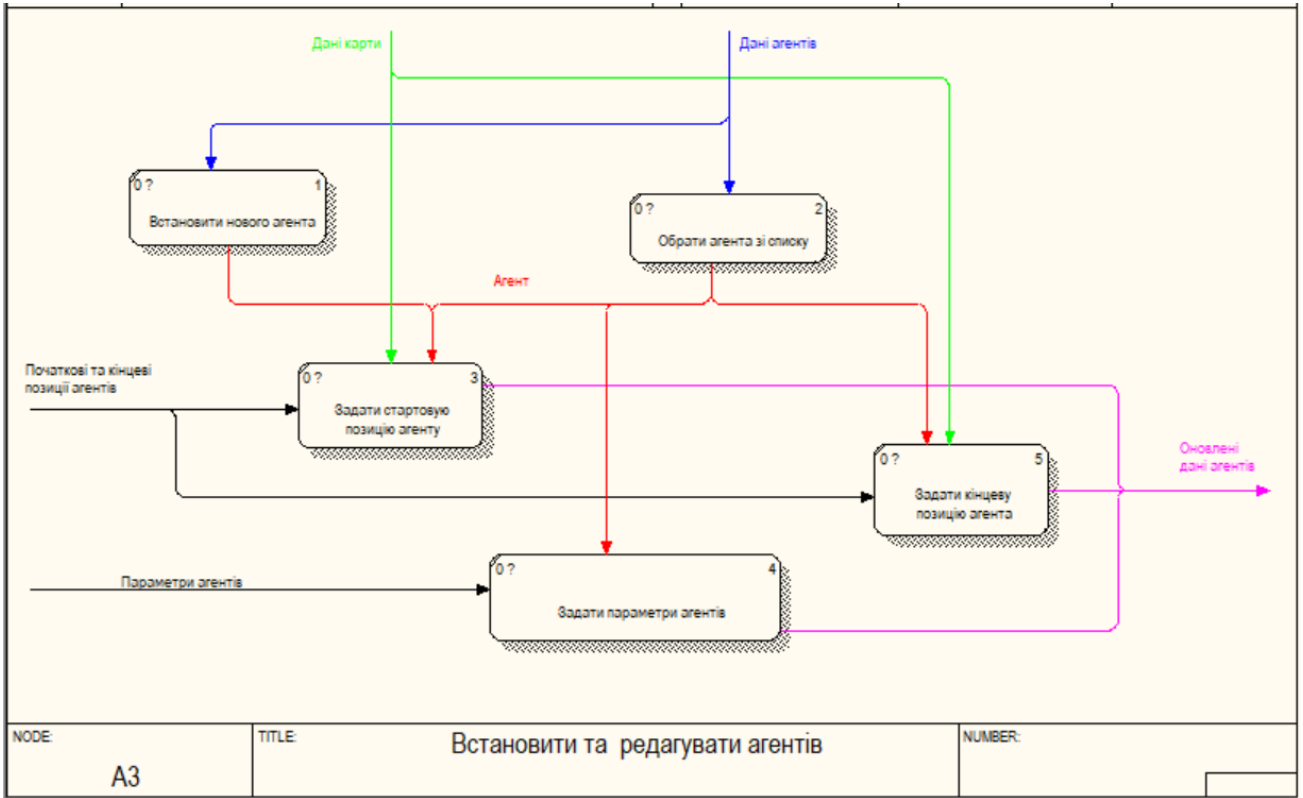 Дані карти
Дані агентів
0 ?
1
Встановити нового агента
0 ?
2
Обрати агента зі списку
Агент
Початкові та кінцеві
позиції агентів
0 ?
3
Задати стартовую
позицію агенту
0 ?
5
Задати кінцеву
позицію агента
Оновлені
дані агентів
Параметри агентів
0 ?
4
Задати параметри агентів
NODE:
A3
TITLE:
Встановити та редагувати агентів
NUMBER: